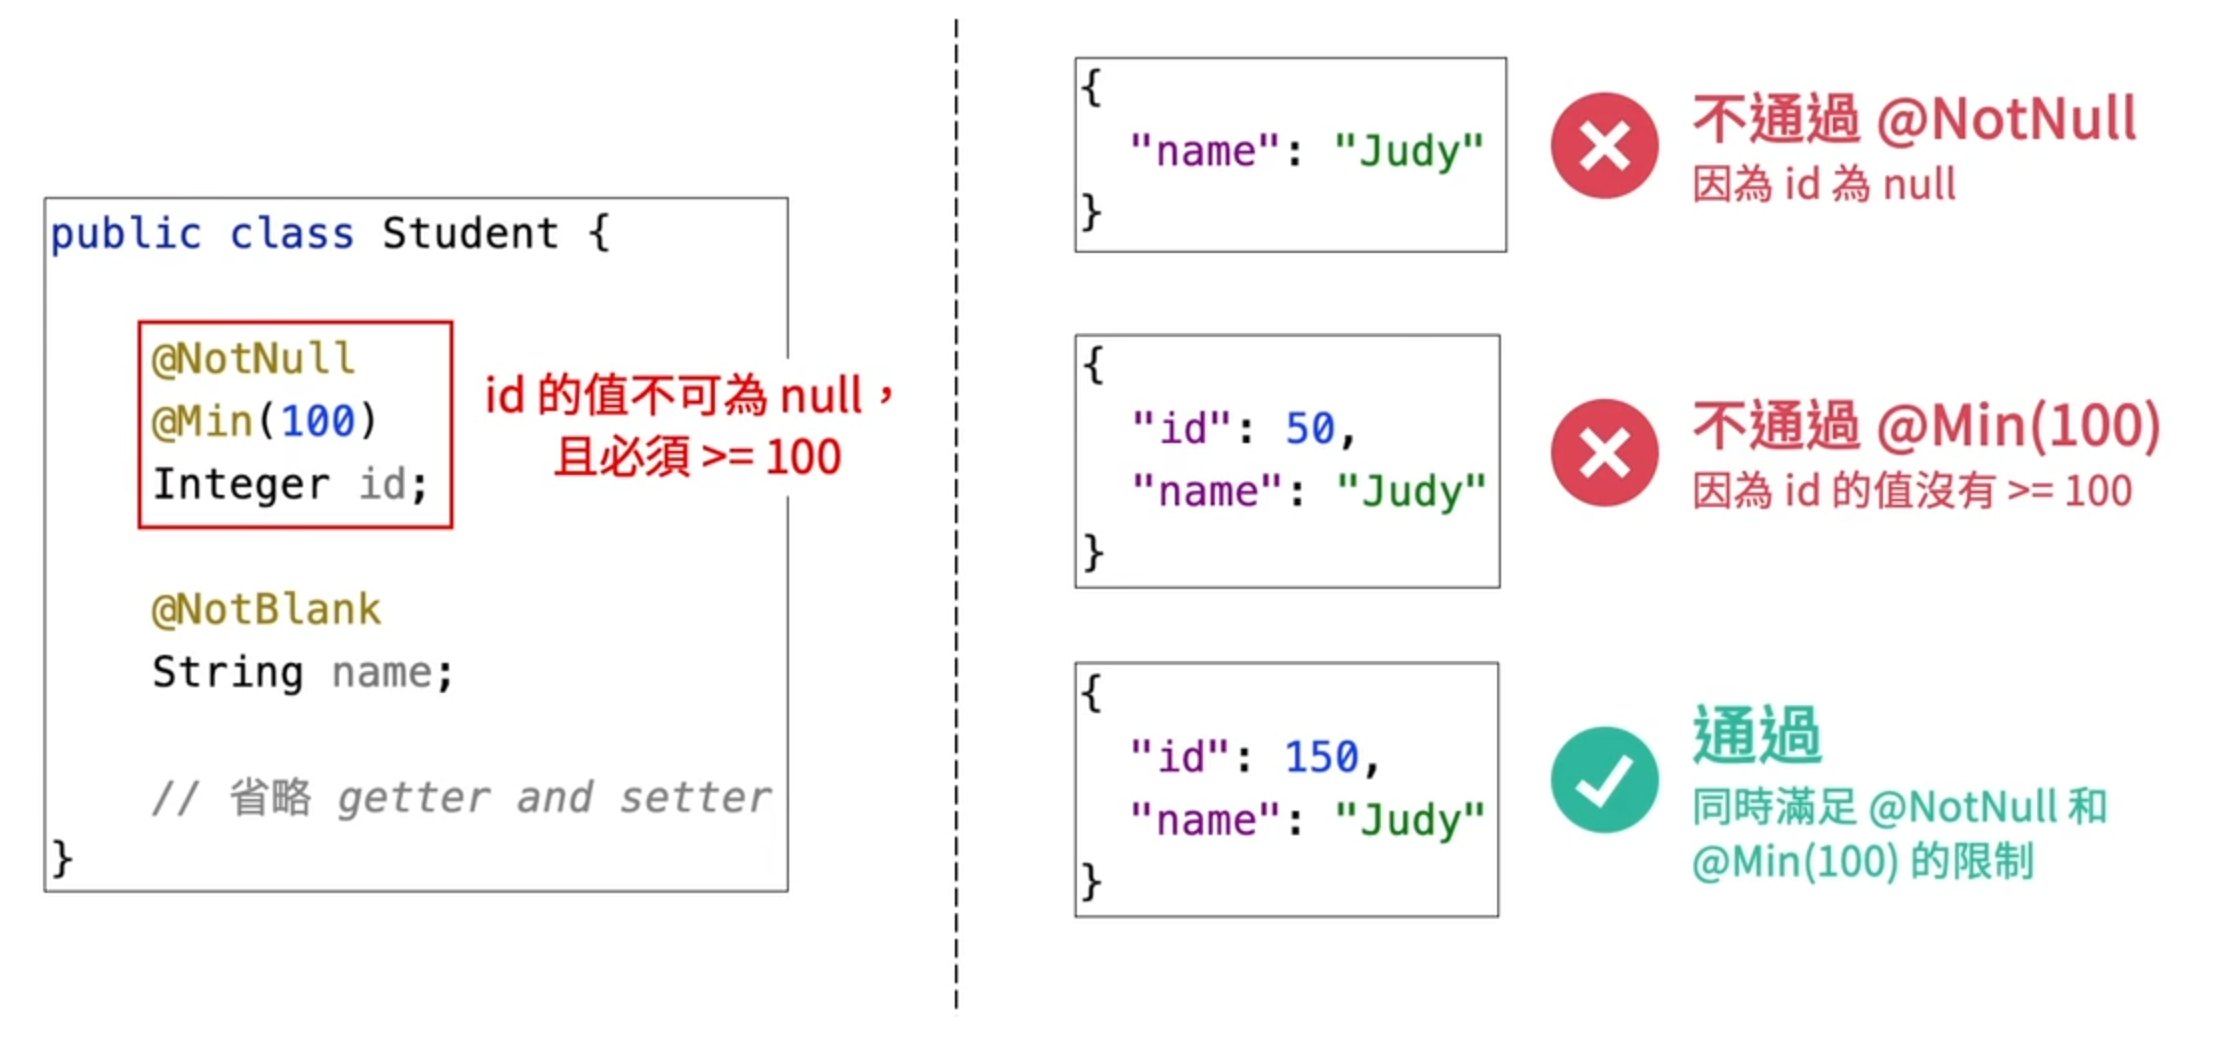 public class Student {
@NotNull
@Min(100)
Integer id;
id 的值不可為 null，
且必須 >= 100
@NotBlank
String name;
// 省略 getter and setter
}
{
"name": "Judy"
}
不通過 @NotNull
因為 id 為 null
{
"id": 50,
"name": "Judy"
}
不通過 @Min(100)
因為 id 的值沒有 >= 100
{
"id": 150,
"name": "Judy"
}
通過
同時滿足 @NotNull 和
@Min(100) 的限制